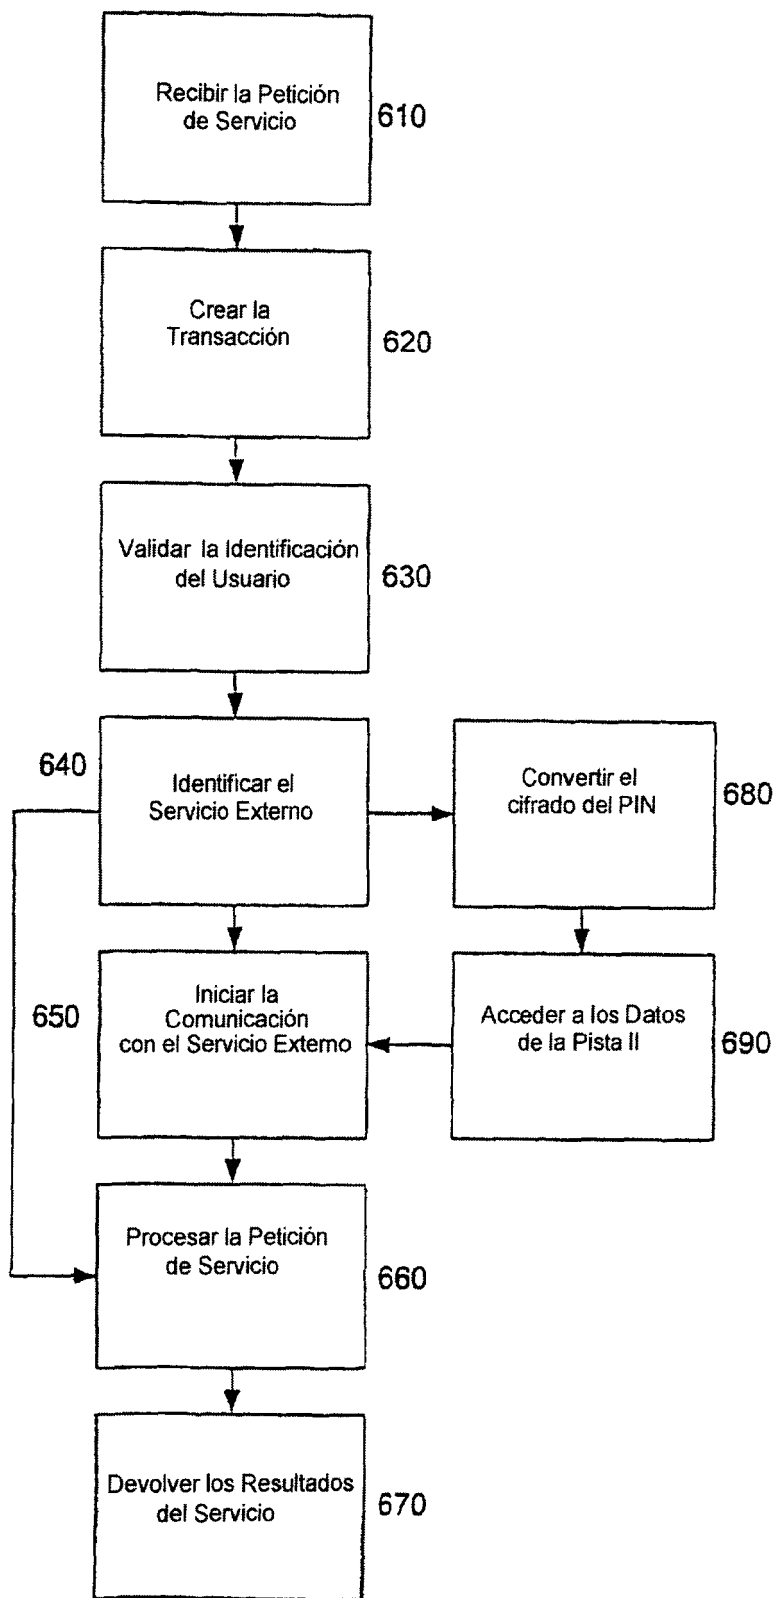 Recibir la Petición
de Servicio
610
Crear la
Transacción
620
Validar la Identificación
del Usuario
630
640
Identificar el
Servicio Externo
Convertir el
cifrado del PIN
680
650
Iniciar la
Comunicación
con el Servicio Externo
Acceder a los Datos
de la Pista II
690
Procesar la Petición
de Servicio
660
Devolver los Resultados
del Servicio
670